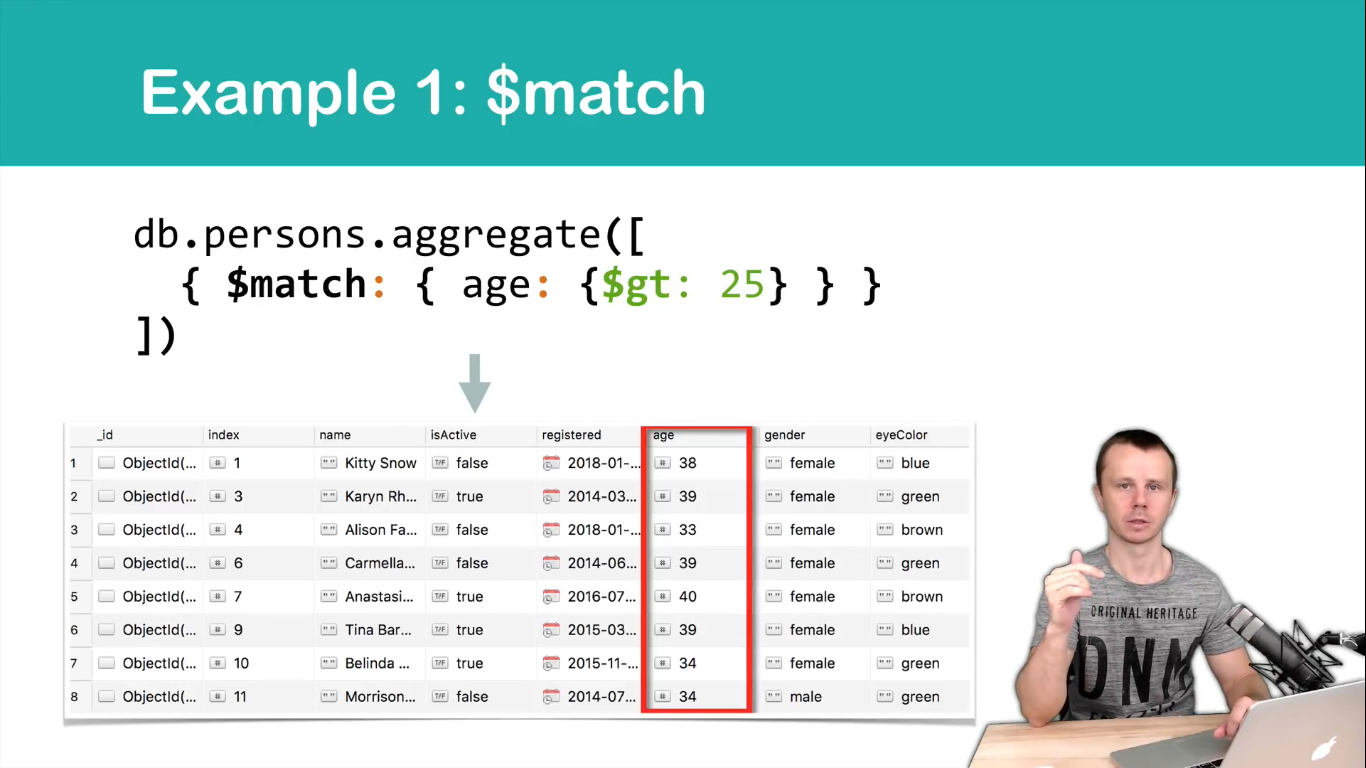 Example 1: $match
db.persons.aggregate([
{ $match: { age: {$gt: 25} } }
])
_id index name isActive registered age gender eyeColor
1 ObjectId(... # 1 "" Kitty Snow T/F false 2018-01-... # 38 "" female "" blue
2 ObjectId(... # 3 "" Karyn Rh... T/F true 2014-03... # 39 "" female "" green
3 ObjectId(... # 4 "" Alison Fa... T/F false 2018-01-... # 33 "" female "" brown
4 ObjectId(... # 6 "" Carmella... T/F false 2014-06... # 39 "" female "" green
5 ObjectId(... # 7 "" Anastasi... T/F true 2016-07... # 40 "" female "" brown
6 ObjectId(... # 9 "" Tina Bar... T/F true 2015-03... # 39 "" female "" blue
7 ObjectId(... # 10 "" Belinda ... T/F true 2015-11-... # 34 "" female "" green
8 ObjectId(... # 11 "" Morrison... T/F false 2014-07... # 34 "" male "" green
ORIGINAL HERITAGE
DNM